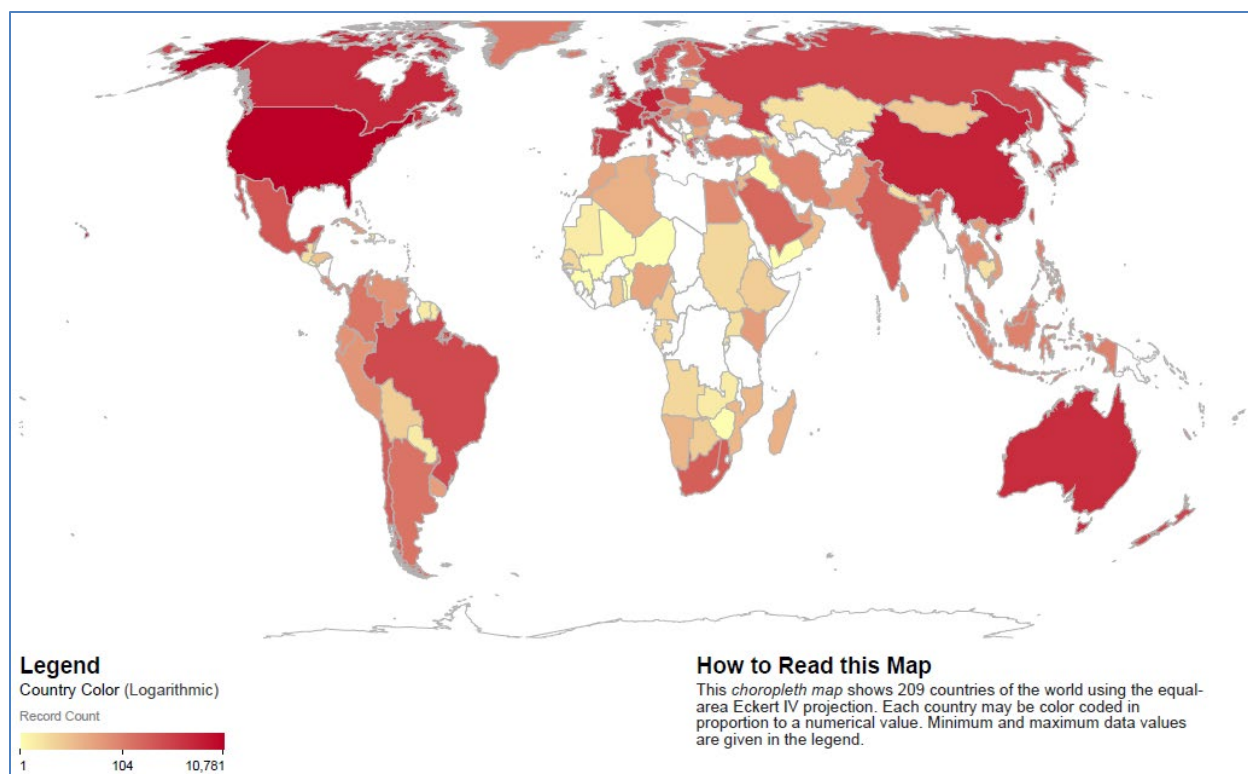 Legend
Country Color (Logarithmic)
Record Count
1 104 10,781
How to Read this Map
This choropleth map shows 209 countries of the world using the equal-
area Eckert IV projection. Each country may be color coded in
proportion to a numerical value. Minimum and maximum data values
are given in the legend.